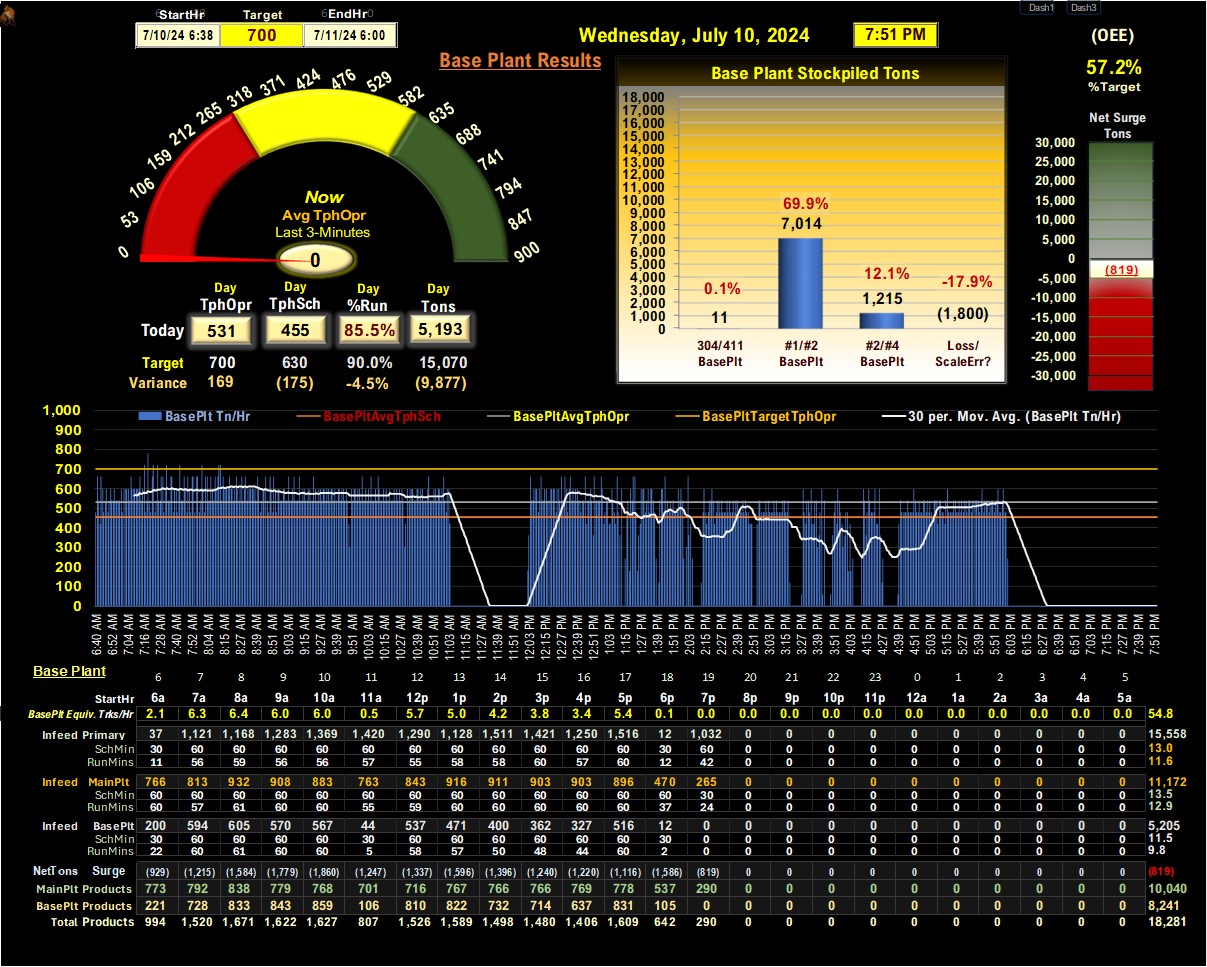 StartHr Target EndHr
7/10/24 6:38 700 7/11/24 6:00
Wednesday, July 10, 2024 7:51 PM
Dash1 Dash3
Base Plant Results
(OEE)
57.2%
%Target
0 53 106 159 212 265 318 371 424 476 529 582 635 688 741 794 847 900
Now
Avg TphOpr
Last 3-Minutes
0
Day Day Day Day
TphOpr TphSch %Run Tons
Today 531 455 85.5% 5,193
Target 700 630 90.0% 15,070
Variance 169 (175) -4.5% (9,877)
Base Plant Stockpiled Tons
18,000
17,000
16,000
15,000
14,000
13,000
12,000
11,000
10,000
9,000
8,000
7,000
6,000
5,000
4,000
3,000
2,000
1,000
0
0.1% 69.9% 12.1% -17.9%
11 7,014 1,215 (1,800)
304/411 #1/#2 #2/#4 Loss/
BasePlt BasePlt BasePlt ScaleErr?
Net Surge
Tons
30,000
25,000
20,000
15,000
10,000
5,000
0
-5,000
-10,000
-15,000
-20,000
-25,000
-30,000
(819)
BasePlt Tn/Hr BasePltAvgTphSch BasePltAvgTphOpr BasePltTargetTphOpr 30 per. Mov. Avg. (BasePlt Tn/Hr)
1,000
900
800
700
600
500
400
300
200
100
0
6:40 AM 6:52 AM 7:04 AM 7:16 AM 7:28 AM 7:40 AM 7:52 AM 8:04 AM 8:15 AM 8:27 AM 8:39 AM 8:51 AM 9:03 AM 9:15 AM 9:27 AM 9:39 AM 9:51 AM 10:03 AM 10:15 AM 10:27 AM 10:39 AM 10:51 AM 11:03 AM 11:15 AM 11:27 AM 11:39 AM 11:51 AM 12:03 PM 12:15 PM 12:27 PM 12:39 PM 12:51 PM 1:03 PM 1:15 PM 1:27 PM 1:39 PM 1:51 PM 2:03 PM 2:15 PM 2:27 PM 2:39 PM 2:51 PM 3:03 PM 3:15 PM 3:27 PM 3:39 PM 3:51 PM 4:03 PM 4:15 PM 4:27 PM 4:39 PM 4:51 PM 5:03 PM 5:15 PM 5:27 PM 5:39 PM 5:51 PM 6:03 PM 6:15 PM 6:27 PM 6:39 PM 6:51 PM 7:03 PM 7:15 PM 7:27 PM 7:39 PM 7:51 PM
Base Plant 6 7 8 9 10 11 12 13 14 15 16 17 18 19 20 21 22 23 0 1 2 3 4 5
StartHr 6a 7a 8a 9a 10a 11a 12p 1p 2p 3p 4p 5p 6p 7p 8p 9p 10p 11p 12a 1a 2a 3a 4a 5a
BasePlt Equiv. Trks/Hr 2.1 6.3 6.4 6.0 6.0 0.5 5.7 5.0 4.2 3.8 3.4 5.4 0.1 0.0 0.0 0.0 0.0 0.0 0.0 0.0 0.0 0.0 0.0 0.0 54.8
Infeed Primary 37 1,121 1,168 1,283 1,369 1,420 1,290 1,128 1,511 1,421 1,250 1,516 12 1,032 0 0 0 0 0 0 0 0 0 0 15,558
SchMin 30 60 60 60 60 60 60 60 60 60 60 60 30 60 0 0 0 0 0 0 0 0 0 0 13.0
RunMins 11 56 59 56 56 57 55 58 58 60 57 60 12 42 0 0 0 0 0 0 0 0 0 0 11.6
Infeed MainPlt 766 813 932 908 883 763 843 916 911 903 903 896 470 265 0 0 0 0 0 0 0 0 0 0 11,172
SchMin 60 60 60 60 60 60 60 60 60 60 60 60 60 30 0 0 0 0 0 0 0 0 0 0 13.5
RunMins 60 57 61 60 60 55 59 60 60 60 60 60 37 24 0 0 0 0 0 0 0 0 0 0 12.9
Infeed BasePlt 200 594 605 570 567 44 537 471 400 362 327 516 12 0 0 0 0 0 0 0 0 0 0 0 5,205
SchMin 30 60 60 60 60 30 60 60 60 60 60 60 30 0 0 0 0 0 0 0 0 0 0 0 11.5
RunMins 22 60 61 60 60 5 58 57 50 48 44 60 2 0 0 0 0 0 0 0 0 0 0 0 9.8
NetTons Surge (929) (1,215) (1,584) (1,779) (1,860) (1,247) (1,337) (1,596) (1,396) (1,240) (1,220) (1,116) (1,586) (819) 0 0 0 0 0 0 0 0 0 0 (819)
MainPlt Products 773 792 838 779 768 701 716 767 766 766 769 778 537 290 0 0 0 0 0 0 0 0 0 0 10,040
BasePlt Products 221 728 833 843 859 106 810 822 732 714 637 831 105 0 0 0 0 0 0 0 0 0 0 0 8,241
Total Products 994 1,520 1,671 1,622 1,627 807 1,526 1,589 1,498 1,480 1,406 1,609 642 290 0 0 0 0 0 0 0 0 0 0 18,281